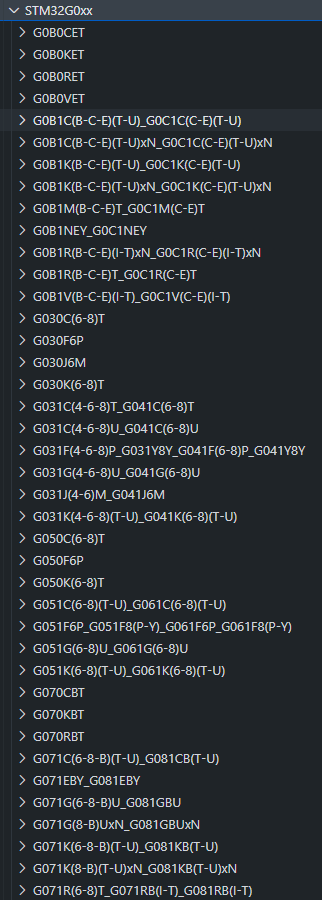 STM32G0xx
G0B0CET
G0B0KET
G0B0RET
G0B0VET
G0B1C(B-C-E)(T-U)_G0C1C(C-E)(T-U)
G0B1C(B-C-E)(T-U)xN_G0C1C(C-E)(T-U)xN
G0B1K(B-C-E)(T-U)_G0C1K(C-E)(T-U)
G0B1K(B-C-E)(T-U)xN_G0C1K(C-E)(T-U)xN
G0B1M(B-C-E)T_G0C1M(C-E)T
G0B1NEY_G0C1NEY
G0B1R(B-C-E)(I-T)xN_G0C1R(C-E)(I-T)xN
G0B1R(B-C-E)T_G0C1R(C-E)T
G0B1V(B-C-E)(I-T)_G0C1V(C-E)(I-T)
G030C(6-8)T
G030F6P
G030J6M
G030K(6-8)T
G031C(4-6-8)T_G041C(6-8)T
G031C(4-6-8)U_G041C(6-8)U
G031F(4-6-8)P_G031Y8Y_G041F(6-8)P_G041Y8Y
G031G(4-6-8)U_G041G(6-8)U
G031J(4-6)M_G041J6M
G031K(4-6-8)(T-U)_G041K(6-8)(T-U)
G050C(6-8)T
G050F6P
G050K(6-8)T
G051C(6-8)(T-U)_G061C(6-8)(T-U)
G051F6P_G051F8(P-Y)_G061F6P_G061F8(P-Y)
G051G(6-8)U_G061G(6-8)U
G051K(6-8)(T-U)_G061K(6-8)(T-U)
G070CBT
G070KBT
G070RBT
G071C(6-8-B)(T-U)_G081CB(T-U)
G071EBY_G081EBY
G071G(6-8-B)U_G081GBU
G071G(8-B)UxN_G081GBUxN
G071K(6-8-B)(T-U)_G081KB(T-U)
G071K(8-B)(T-U)xN_G081KB(T-U)xN
G071R(6-8)T_G071RB(I-T)_G081RB(I-T)